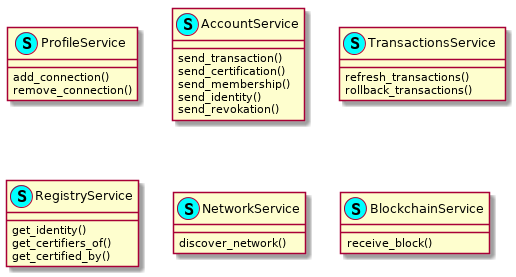 S ProfileService
add_connection()
remove_connection()
S AccountService
send_transaction()
send_certification()
send_membership()
send_identity()
send_revokation()
S TransactionsService
refresh_transactions()
rollback_transactions()
S RegistryService
get_identity()
get_certifiers_of()
get_certified_by()
S NetworkService
discover_network()
S BlockchainService
receive_block()